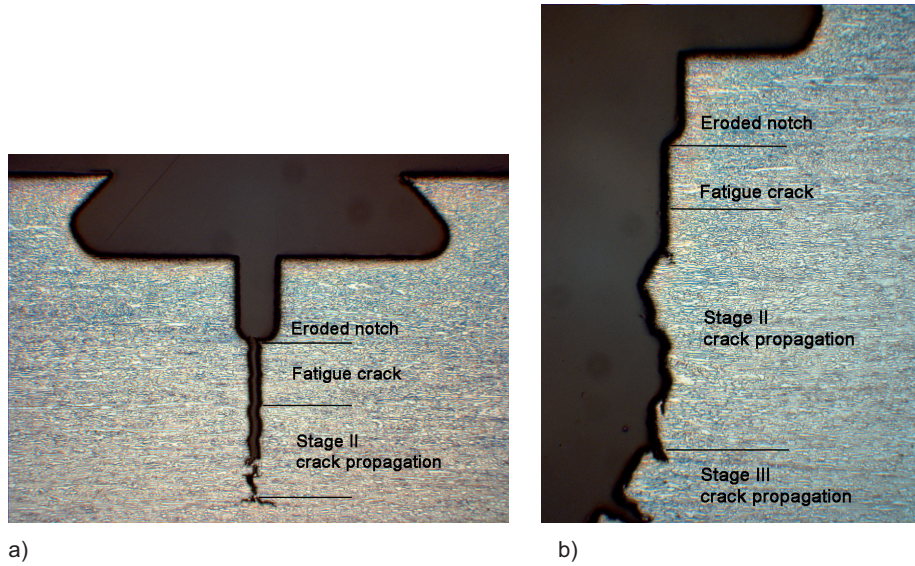 Eroded notch
Fatigue crack
Stage II
crack propagation
a)
Eroded notch
Fatigue crack
Stage II
crack propagation
Stage III
crack propagation
b)